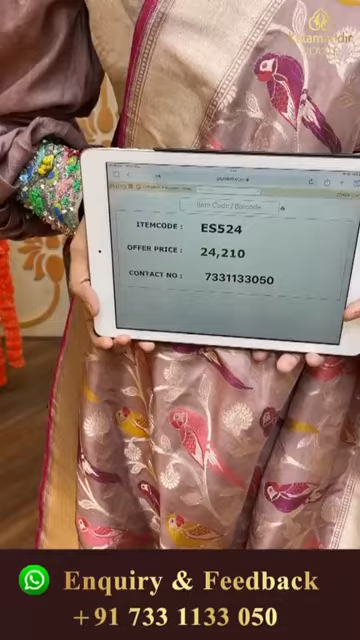 Item Code / Barcode
ITEMCODE : ES524
OFFER PRICE : 24,210
CONTACT NO : 7331133050
Enquiry & Feedback
+91 733 1133 050